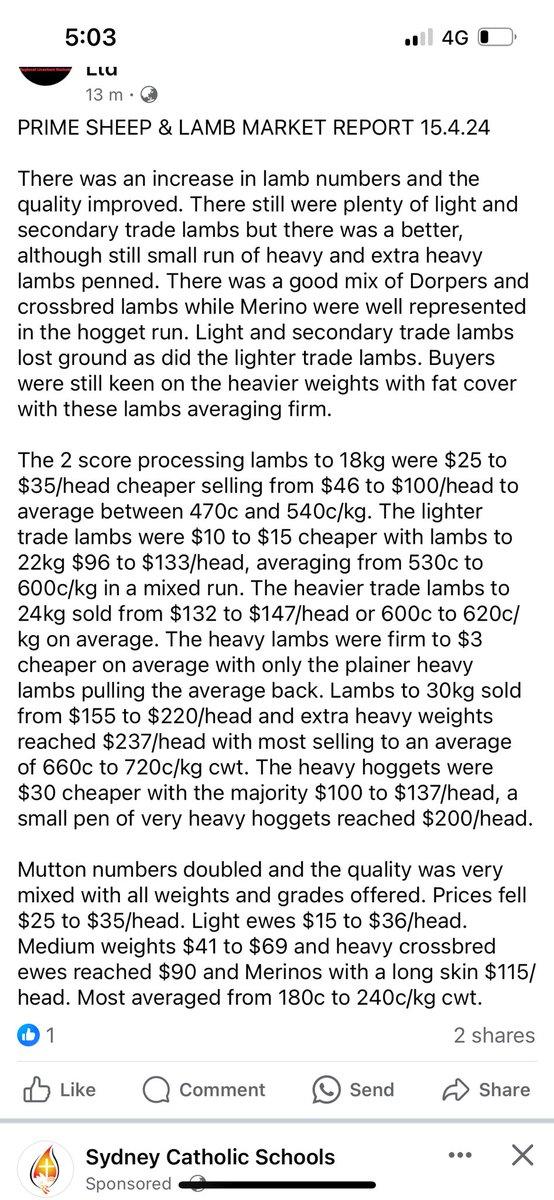 5:03
4G
Ltd
13 m ·
PRIME SHEEP & LAMB MARKET REPORT 15.4.24
There was an increase in lamb numbers and the
quality improved. There still were plenty of light and
secondary trade lambs but there was a better,
although still small run of heavy and extra heavy
lambs penned. There was a good mix of Dorpers and
crossbred lambs while Merino were well represented
in the hogget run. Light and secondary trade lambs
lost ground as did the lighter trade lambs. Buyers
were still keen on the heavier weights with fat cover
with these lambs averaging firm.
The 2 score processing lambs to 18kg were $25 to
$35/head cheaper selling from $46 to $100/head to
average between 470c and 540c/kg. The lighter
trade lambs were $10 to $15 cheaper with lambs to
22kg $96 to $133/head, averaging from 530c to
600c/kg in a mixed run. The heavier trade lambs to
24kg sold from $132 to $147/head or 600c to 620c/
kg on average. The heavy lambs were firm to $3
cheaper on average with only the plainer heavy
lambs pulling the average back. Lambs to 30kg sold
from $155 to $220/head and extra heavy weights
reached $237/head with most selling to an average
of 660c to 720c/kg cwt. The heavy hoggets were
$30 cheaper with the majority $100 to $137/head, a
small pen of very heavy hoggets reached $200/head.
Mutton numbers doubled and the quality was very
mixed with all weights and grades offered. Prices fell
$25 to $35/head. Light ewes $15 to $36/head.
Medium weights $41 to $69 and heavy crossbred
ewes reached $90 and Merinos with a long skin $115/
head. Most averaged from 180c to 240c/kg cwt.
1
2 shares
Like
Comment
Send
Share
Sydney Catholic Schools
Sponsored